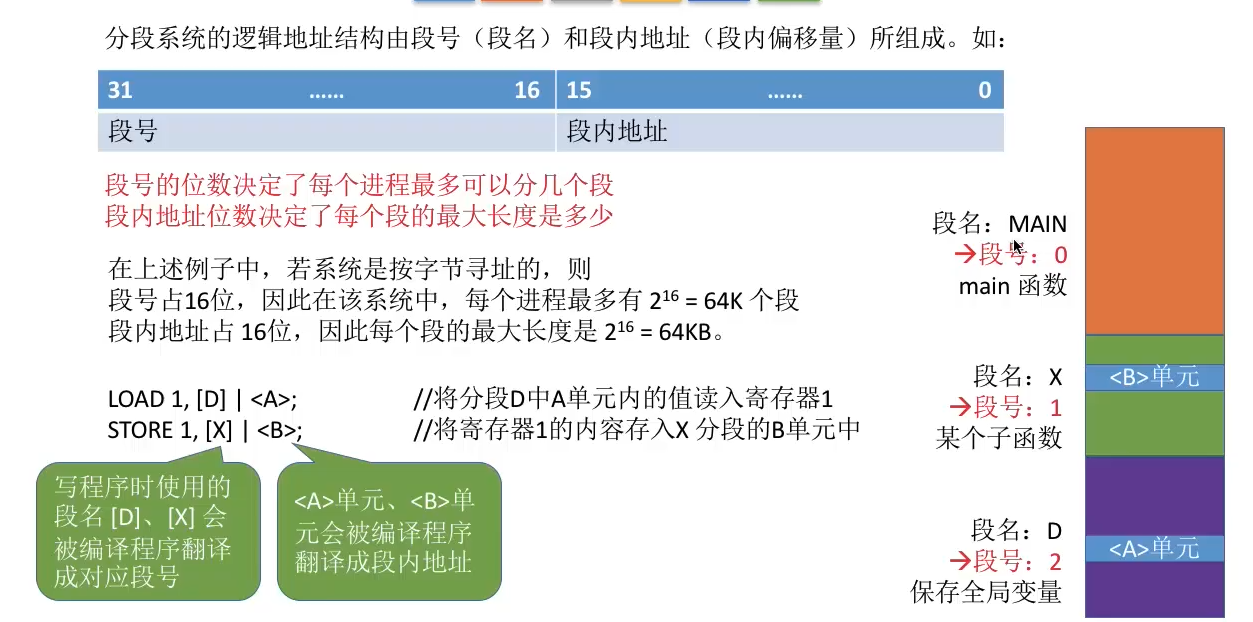 分段系统的逻辑地址结构由段号（段名）和段内地址（段内偏移量）所组成。如：
31 …… 16 15 …… 0
段号 段内地址
段号的位数决定了每个进程最多可以分几个段
段内地址位数决定了每个段的最大长度是多少
在上述例子中，若系统是按字节寻址的，则
段号占16位，因此在该系统中，每个进程最多有 2¹⁶ = 64K 个段
段内地址占 16位，因此每个段的最大长度是 2¹⁶ = 64KB。
LOAD 1, [D] | <A>; //将分段D中A单元内的值读入寄存器1
STORE 1, [X] | <B>; //将寄存器1的内容存入X 分段的B单元中
写程序时使用的
段名 [D]、[X] 会
被编译程序翻译
成对应段号
<A>单元、<B>单
元会被编译程序
翻译成段内地址
段名：MAIN
→段号：0
main 函数
段名：X
→段号：1
某个子函数
<B>单元
段名：D
→段号：2
保存全局变量
<A>单元